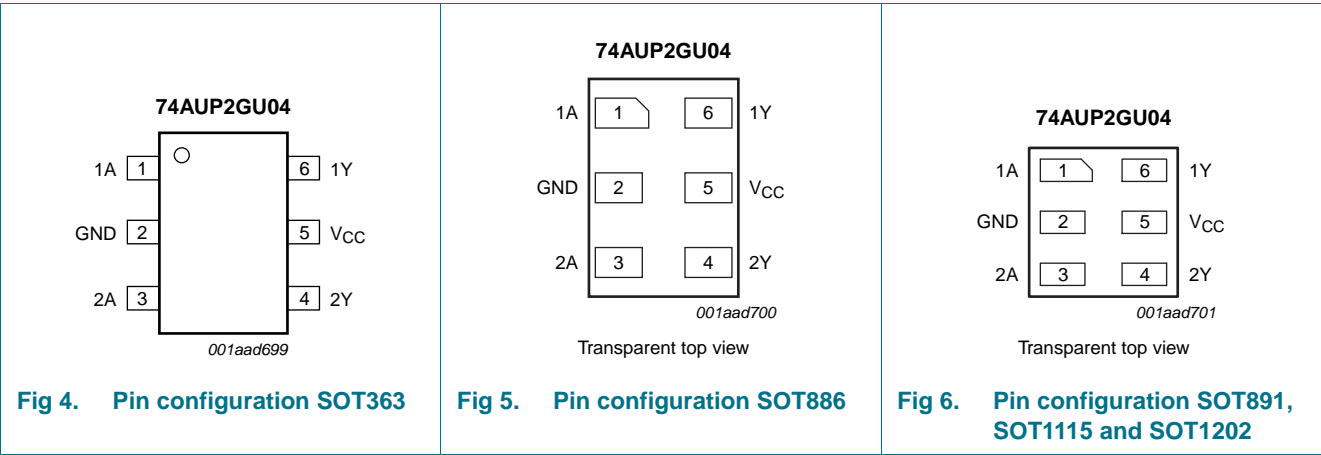 74AUP2GU04
1A 1 6 1Y
GND 2 5 VCC
2A 3 4 2Y
001aad699
Fig 4. Pin configuration SOT363
74AUP2GU04
1A 1 6 1Y
GND 2 5 VCC
2A 3 4 2Y
001aad700
Transparent top view
Fig 5. Pin configuration SOT886
74AUP2GU04
1A 1 6 1Y
GND 2 5 VCC
2A 3 4 2Y
001aad701
Transparent top view
Fig 6. Pin configuration SOT891,
SOT1115 and SOT1202